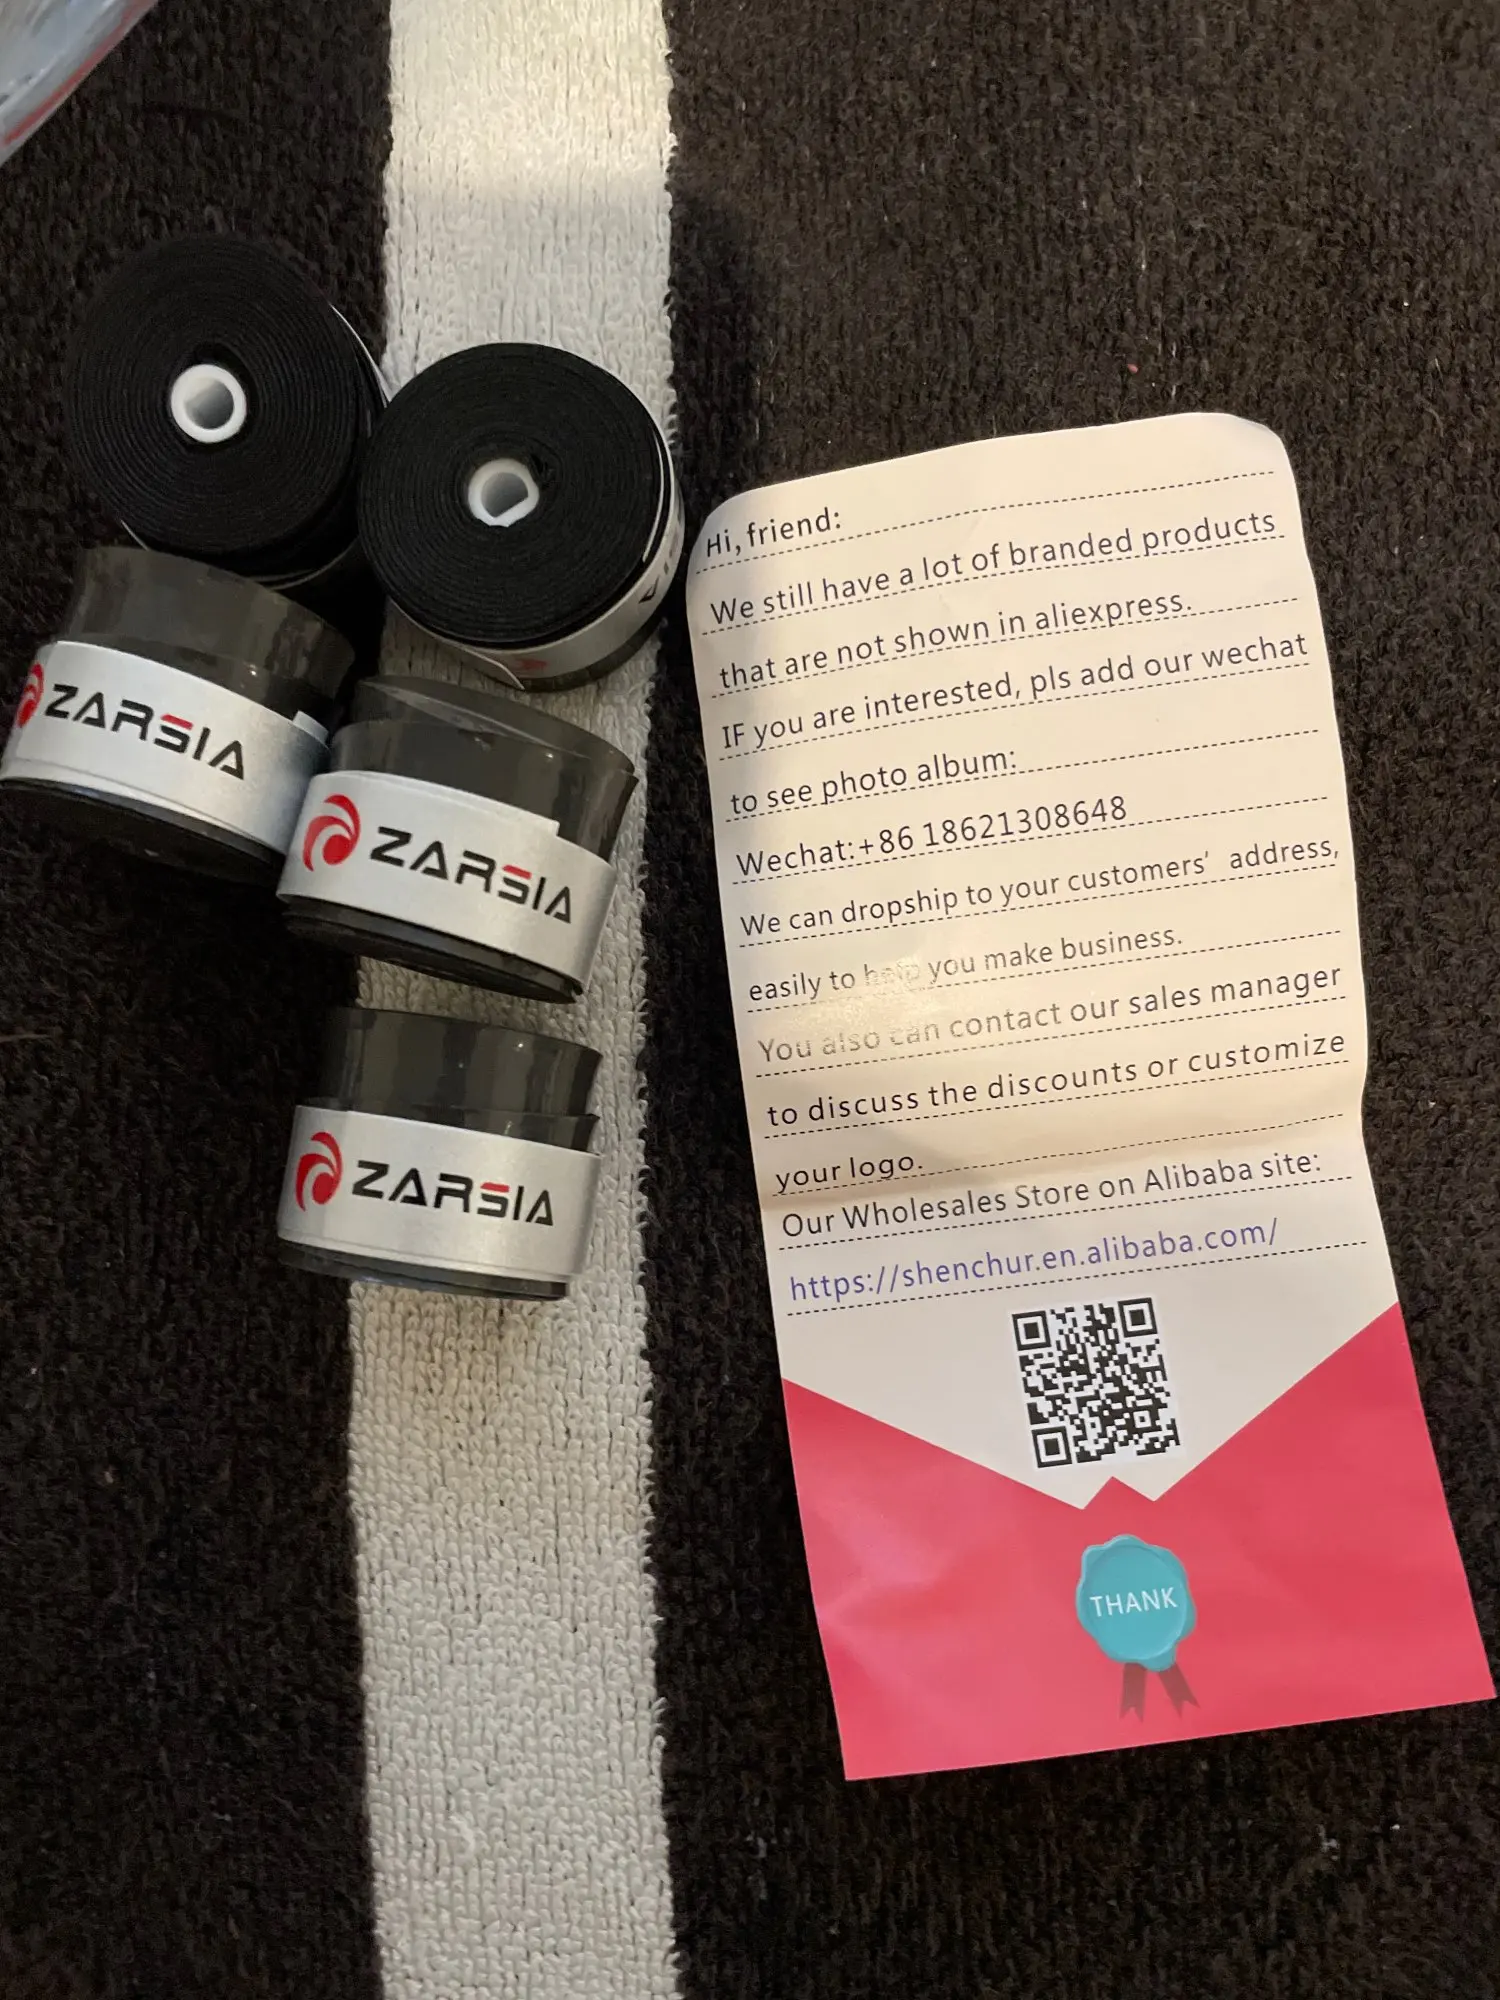 ZARSIA
ZARSIA
ZARSIA
Hi, friend:
We still have a lot of branded products
that are not shown in aliexpress.
IF you are interested, pls add our wechat
to see photo album:
Wechat:+86 18621308648
We can dropship to your customers' address,
easily to help you make business.
You also can contact our sales manager
to discuss the discounts or customize
your logo.
Our Wholesales Store on Alibaba site:
https://shenchur.en.alibaba.com/
THANK